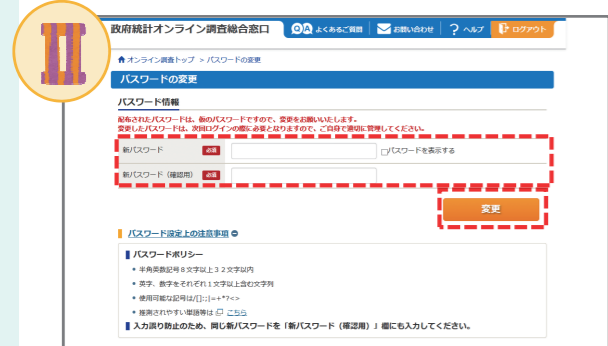 政府統計オンライン調査総合窓口 QA よくあるご質問 お問い合わせ ? ヘルプ ログアウト
オンライン調査トップ > パスワードの変更
パスワードの変更
パスワード情報
配布されたパスワードは、仮のパスワードですので、変更をお願いいたします。
変更したパスワードは、次回ログインの際に必要となりますので、ご自身で適切に管理してください。
新パスワード 必須 パスワードを表示する
新パスワード（確認用） 必須
変更
パスワード設定上の注意事項
パスワードポリシー
• 半角英数記号８文字以上３２文字以内
• 英字、数字をそれぞれ１文字以上含む文字列
• 使用可能な記号は/[]:;|=+*?<>
• 推測されやすい単語等は こちら
入力誤り防止のため、同じ新パスワードを「新パスワード（確認用）」欄にも入力してください。